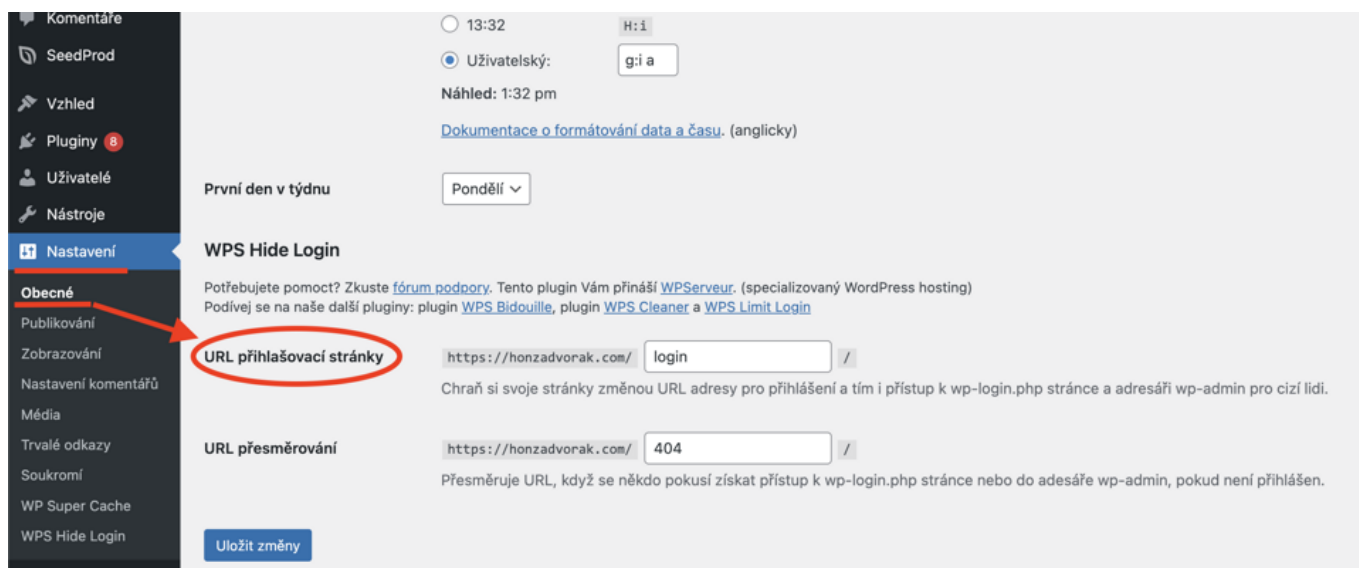 Komentáře
SeedProd
Vzhled
Pluginy 8
Uživatelé
Nástroje
Nastavení
Obecné
Publikování
Zobrazování
Nastavení komentářů
Média
Trvalé odkazy
Soukromí
WP Super Cache
WPS Hide Login
13:32 H:i
Uživatelský: g:i a
Náhled: 1:32 pm
Dokumentace o formátování data a času. (anglicky)
První den v týdnu Pondělí
WPS Hide Login
Potřebujete pomoct? Zkuste fórum podpory. Tento plugin Vám přináší WPServeur. (specializovaný WordPress hosting)
Podívej se na naše další pluginy: plugin WPS Bidouille, plugin WPS Cleaner a WPS Limit Login
URL přihlašovací stránky https://honzadvorak.com/ login /
Chraň si svoje stránky změnou URL adresy pro přihlášení a tím i přístup k wp-login.php stránce a adresáři wp-admin pro cizí lidi.
URL přesměrování https://honzadvorak.com/ 404 /
Přesměruje URL, když se někdo pokusí získat přístup k wp-login.php stránce nebo do adesáře wp-admin, pokud není přihlášen.
Uložit změny